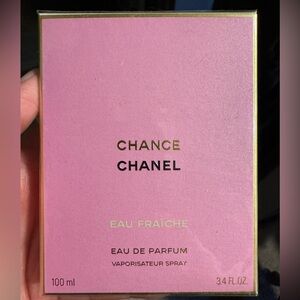 CHANCE
CHANEL
EAU FRAÎCHE
EAU DE PARFUM
VAPORISATEUR SPRAY
100 ml 3.4 FL.OZ.